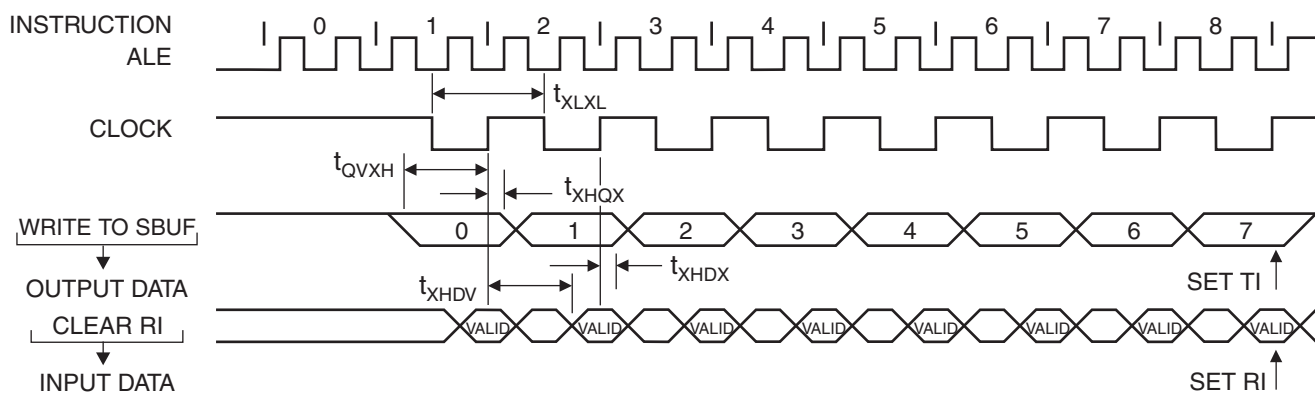 INSTRUCTION 0 1 2 3 4 5 6 7 8
ALE
tXLXL
CLOCK
tQVXH
tXHQX
WRITE TO SBUF 0 1 2 3 4 5 6 7
tXHDX
SET TI
OUTPUT DATA
tXHDV
CLEAR RI VALID VALID VALID VALID VALID VALID VALID VALID
INPUT DATA
SET RI